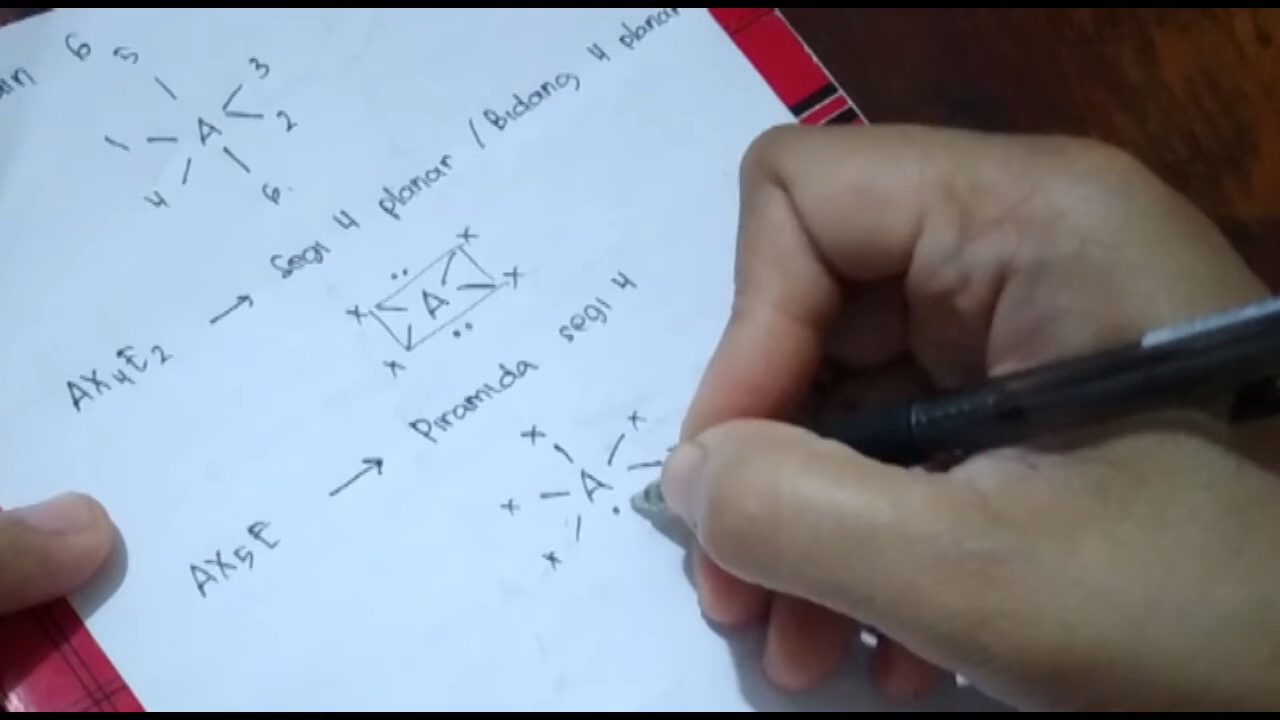 6
5
3
A
2
1
4
6.
AX4E2 → Segi 4 planar / Bidang 4 planar
X
X A X
X
AX5E → Piramida segi 4
X X
X A
X